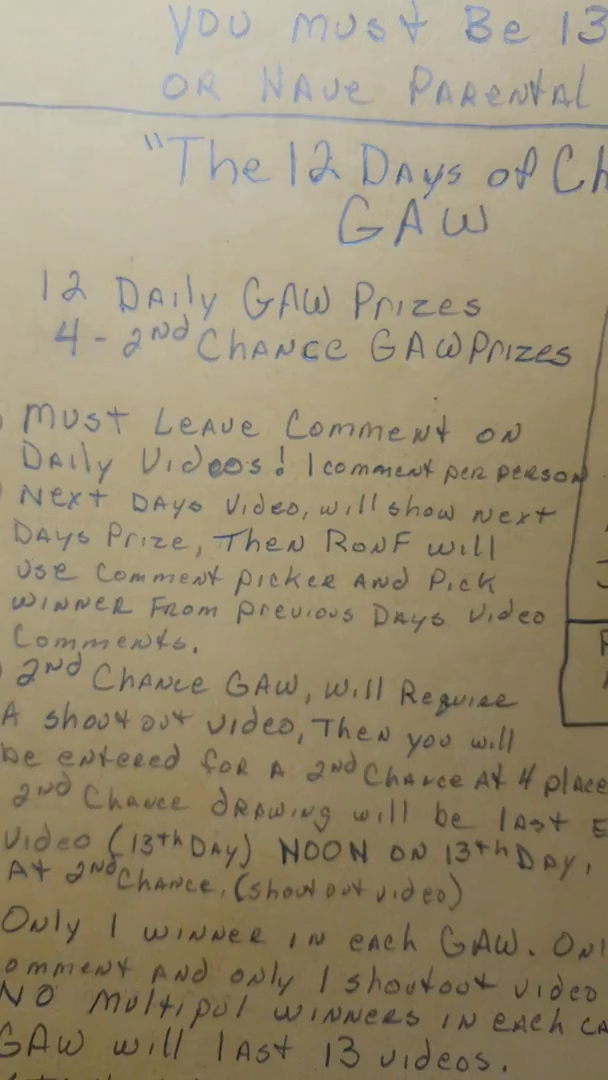 YOU MUST BE 13
OR HAVE PARENTAL
"The 12 DAYS of Ch
GAW
12 DAILY GAW PRIZES
4 - 2nd CHANCE GAW PRIZES
MUST LEAVE COMMENT ON
DAILY VIDEOS! 1 COMMENT PER PERSON
NEXT DAYS VIDEO, will show NEXT
DAYS PRIZE, THEN RONF will
USE COMMENT PICKER AND PICK
WINNER FROM PREVIOUS DAYS VIDEO
COMMENTS.
2nd CHANCE GAW, WILL REQUIRE
A SHOUTOUT VIDEO, THEN YOU WILL
be ENTERED FOR A 2nd CHANCE AT 4 PLACE
2nd CHANCE DRAWING will be LAST E
VIDEO (13th DAY) NOON ON 13th DAY,
AT 2nd CHANCE. (SHOUT OUT VIDEO)
ONLY 1 WINNER IN EACH GAW. ONl
omment AND ONLY 1 SHOUTOUT VIDEO
NO MULTIPUL WINNERS IN EACH CA
GAW will LAST 13 VIDEOS.